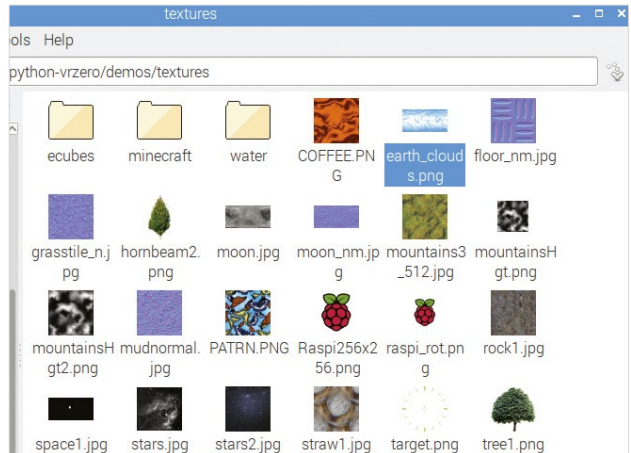 textures
ols Help
python-vrzero/demos/textures
ecubes minecraft water COFFEE.PN earth_cloud floor_nm.jpg
G s.png
grasstile_n.j hornbeam2. moon.jpg moon_nm.jp mountains3 mountainsH
pg png g _512.jpg gt.png
mountainsH mudnormal. PATRN.PNG Raspi256x2 raspi_rot.pn rock1.jpg
gt2.png jpg 56.png g
space1.jpg stars.jpg stars2.jpg straw1.jpg target.png tree1.png